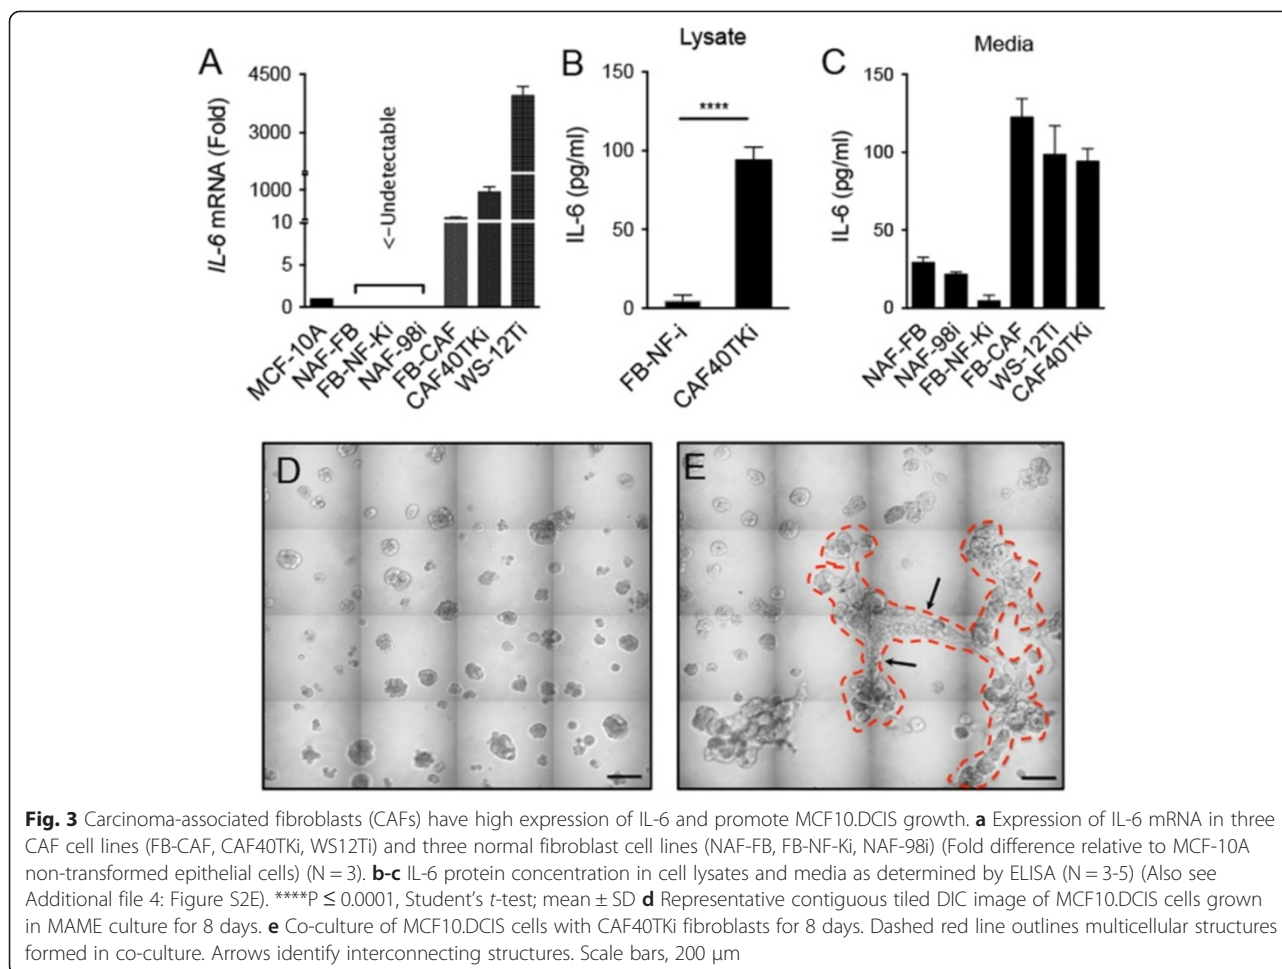 A
IL-6 mRNA (Fold)
4500
3000
1000
10
5
0
<–Undetectable
MCF-10A
NAF-FB
FB-NF-Ki
NAF-98i
FB-CAF
CAF40TKi
WS-12Ti
B
Lysate
IL-6 (pg/ml)
150
100
50
0
****
FB-NF-i
CAF40TKi
C
Media
IL-6 (pg/ml)
150
100
50
0
NAF-FB
NAF-98i
FB-NF-Ki
FB-CAF
WS-12Ti
CAF40TKi
D
E
Fig. 3 Carcinoma-associated fibroblasts (CAFs) have high expression of IL-6 and promote MCF10.DCIS growth. a Expression of IL-6 mRNA in three
CAF cell lines (FB-CAF, CAF40TKi, WS12Ti) and three normal fibroblast cell lines (NAF-FB, FB-NF-Ki, NAF-98i) (Fold difference relative to MCF-10A
non-transformed epithelial cells) (N = 3). b-c IL-6 protein concentration in cell lysates and media as determined by ELISA (N = 3-5) (Also see
Additional file 4: Figure S2E). ****P ≤ 0.0001, Student's t-test; mean ± SD d Representative contiguous tiled DIC image of MCF10.DCIS cells grown
in MAME culture for 8 days. e Co-culture of MCF10.DCIS cells with CAF40TKi fibroblasts for 8 days. Dashed red line outlines multicellular structures
formed in co-culture. Arrows identify interconnecting structures. Scale bars, 200 μm